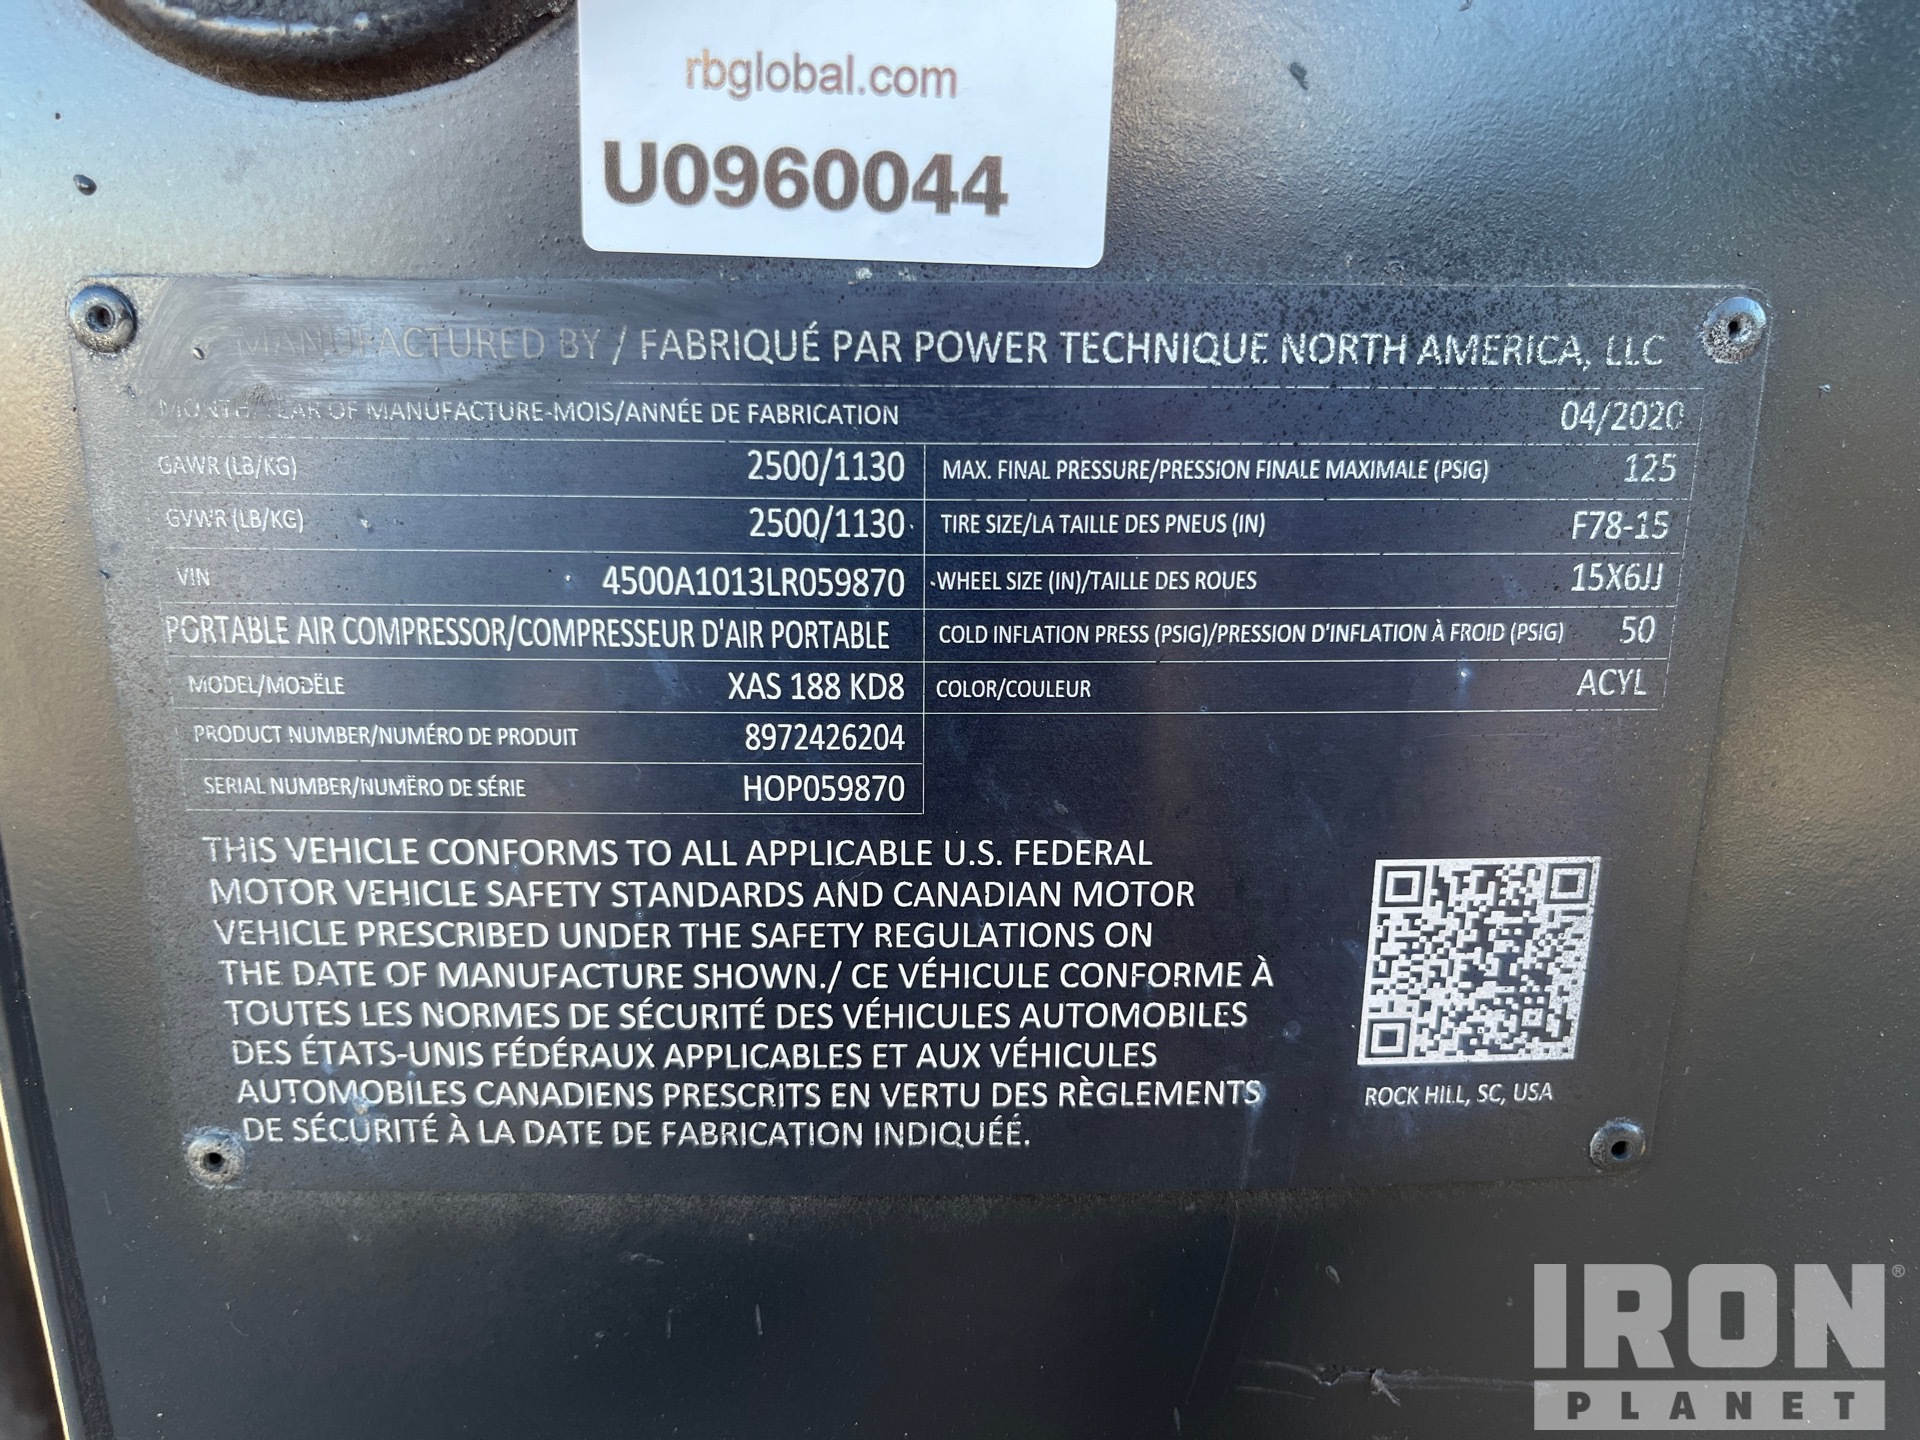 rbglobal.com
U0960044
MANUFACTURED BY / FABRIQUÉ PAR POWER TECHNIQUE NORTH AMERICA, LLC
MONTH/YEAR OF MANUFACTURE-MOIS/ANNÉE DE FABRICATION 04/2020
GAWR (LB/KG) 2500/1130 MAX. FINAL PRESSURE/PRESSION FINALE MAXIMALE (PSIG) 125
GVWR (LB/KG) 2500/1130 TIRE SIZE/LA TAILLE DES PNEUS (IN) F78-15
VIN 4500A1013LR059870 WHEEL SIZE (IN)/TAILLE DES ROUES 15X6JJ
PORTABLE AIR COMPRESSOR/COMPRESSEUR D'AIR PORTABLE COLD INFLATION PRESS (PSIG)/PRESSION D'INFLATION À FROID (PSIG) 50
MODEL/MODËLE XAS 188 KD8 COLOR/COULEUR ACYL
PRODUCT NUMBER/NUMÉRO DE PRODUIT 8972426204
SERIAL NUMBER/NUMËRO DE SÉRIE HOP059870
THIS VEHICLE CONFORMS TO ALL APPLICABLE U.S. FEDERAL
MOTOR VEHICLE SAFETY STANDARDS AND CANADIAN MOTOR
VEHICLE PRESCRIBED UNDER THE SAFETY REGULATIONS ON
THE DATE OF MANUFACTURE SHOWN./ CE VÉHICULE CONFORME À
TOUTES LES NORMES DE SÉCURITÉ DES VÉHICULES AUTOMOBILES
DES ÉTATS-UNIS FÉDÉRAUX APPLICABLES ET AUX VÉHICULES
AUTOMOBILES CANADIENS PRESCRITS EN VERTU DES RÈGLEMENTS
DE SÉCURITÉ À LA DATE DE FABRICATION INDIQUÉÉ.
ROCK HILL, SC, USA
IRON ®
PLANET